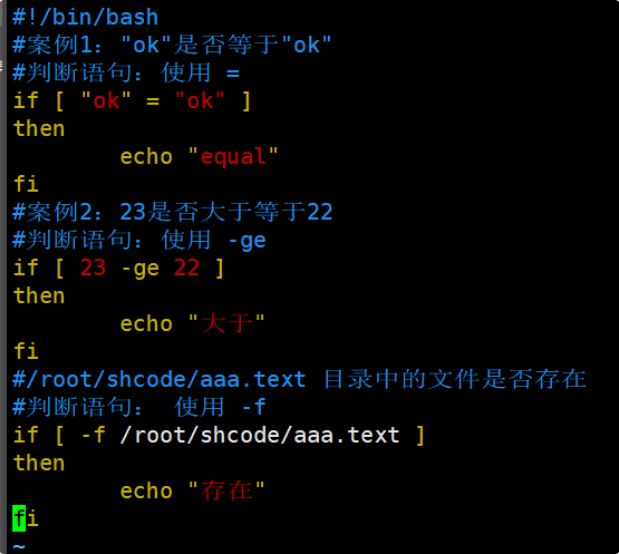 #!/bin/bash
#案例1："ok"是否等于"ok"
#判断语句：使用 =
if [ "ok" = "ok" ]
then
        echo "equal"
fi
#案例2：23是否大于等于22
#判断语句：使用 -ge
if [ 23 -ge 22 ]
then
        echo "大于"
fi
#/root/shcode/aaa.text 目录中的文件是否存在
#判断语句： 使用 -f
if [ -f /root/shcode/aaa.text ]
then
        echo "存在"
fi
~